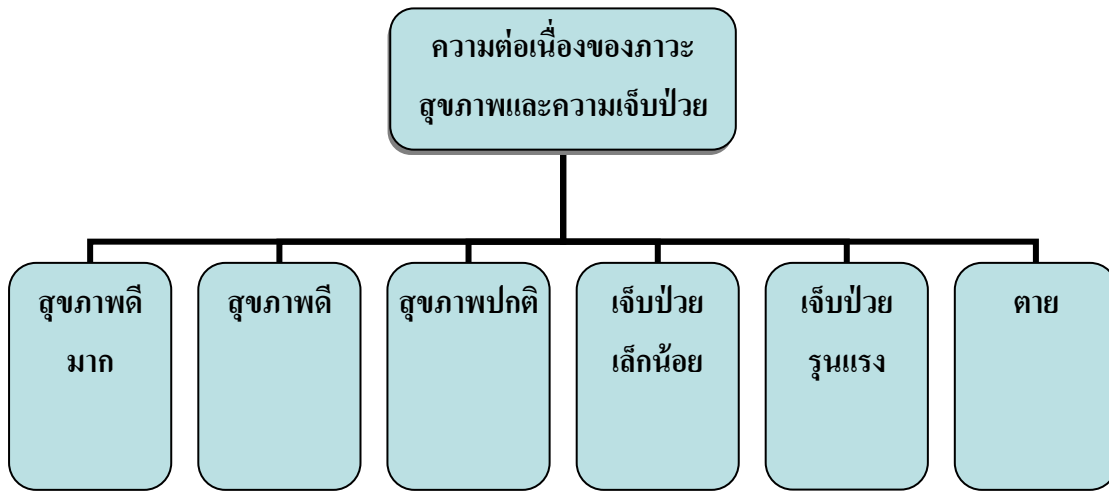 ความต่อเนื่องของภาวะ
สุขภาพและความเจ็บป่วย
สุขภาพดี
มาก
สุขภาพดี
สุขภาพปกติ
เจ็บป่วย
เล็กน้อย
เจ็บป่วย
รุนแรง
ตาย